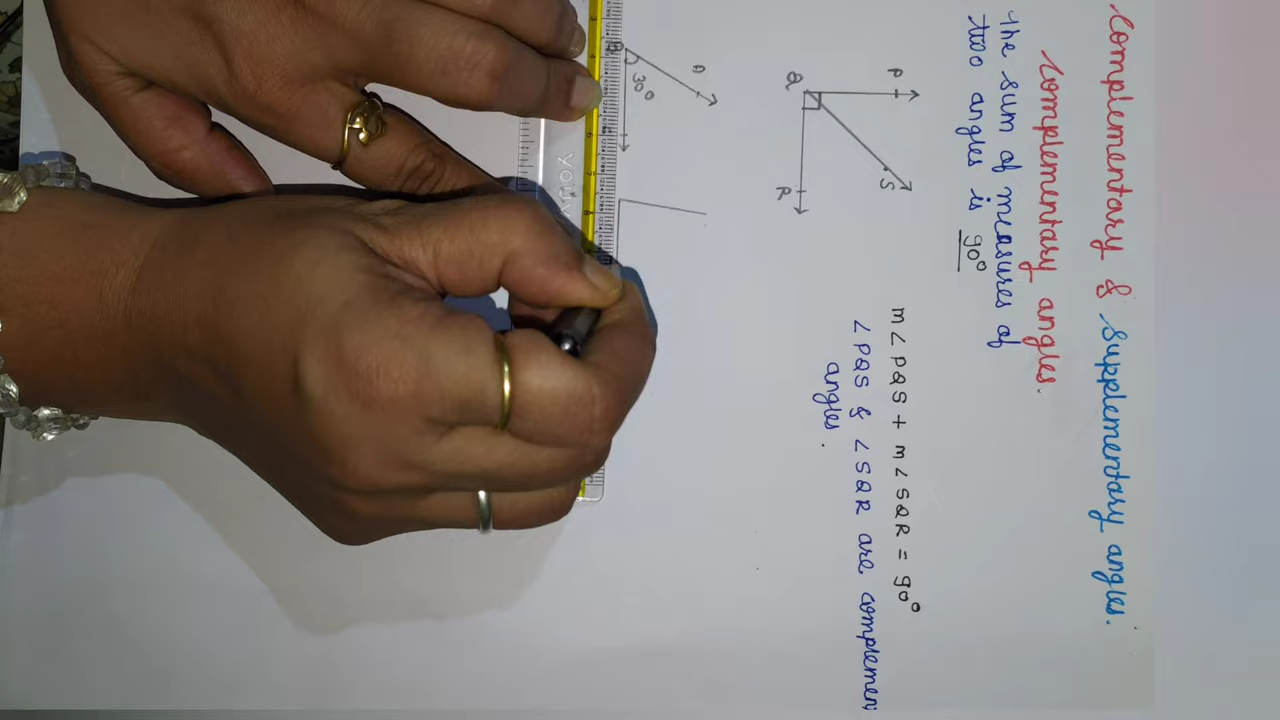 Complementary & Supplementary angles.
Complementary angles.
The sum of measures of
two angles is 90°
P
Q
S
R
m∠PQS + m∠SQR = 90°
∠PQS & ∠SQR are complemen
angles.
30°